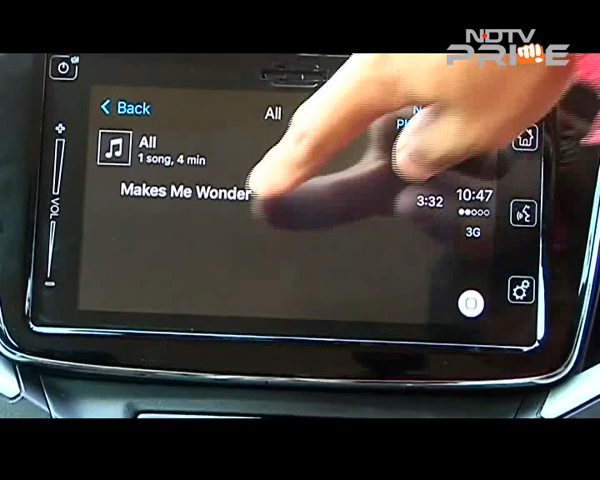 NDTV
PRIME
Back
All
All
1 song, 4 min
Makes Me Wonder
3:32
10:47
3G
VOL